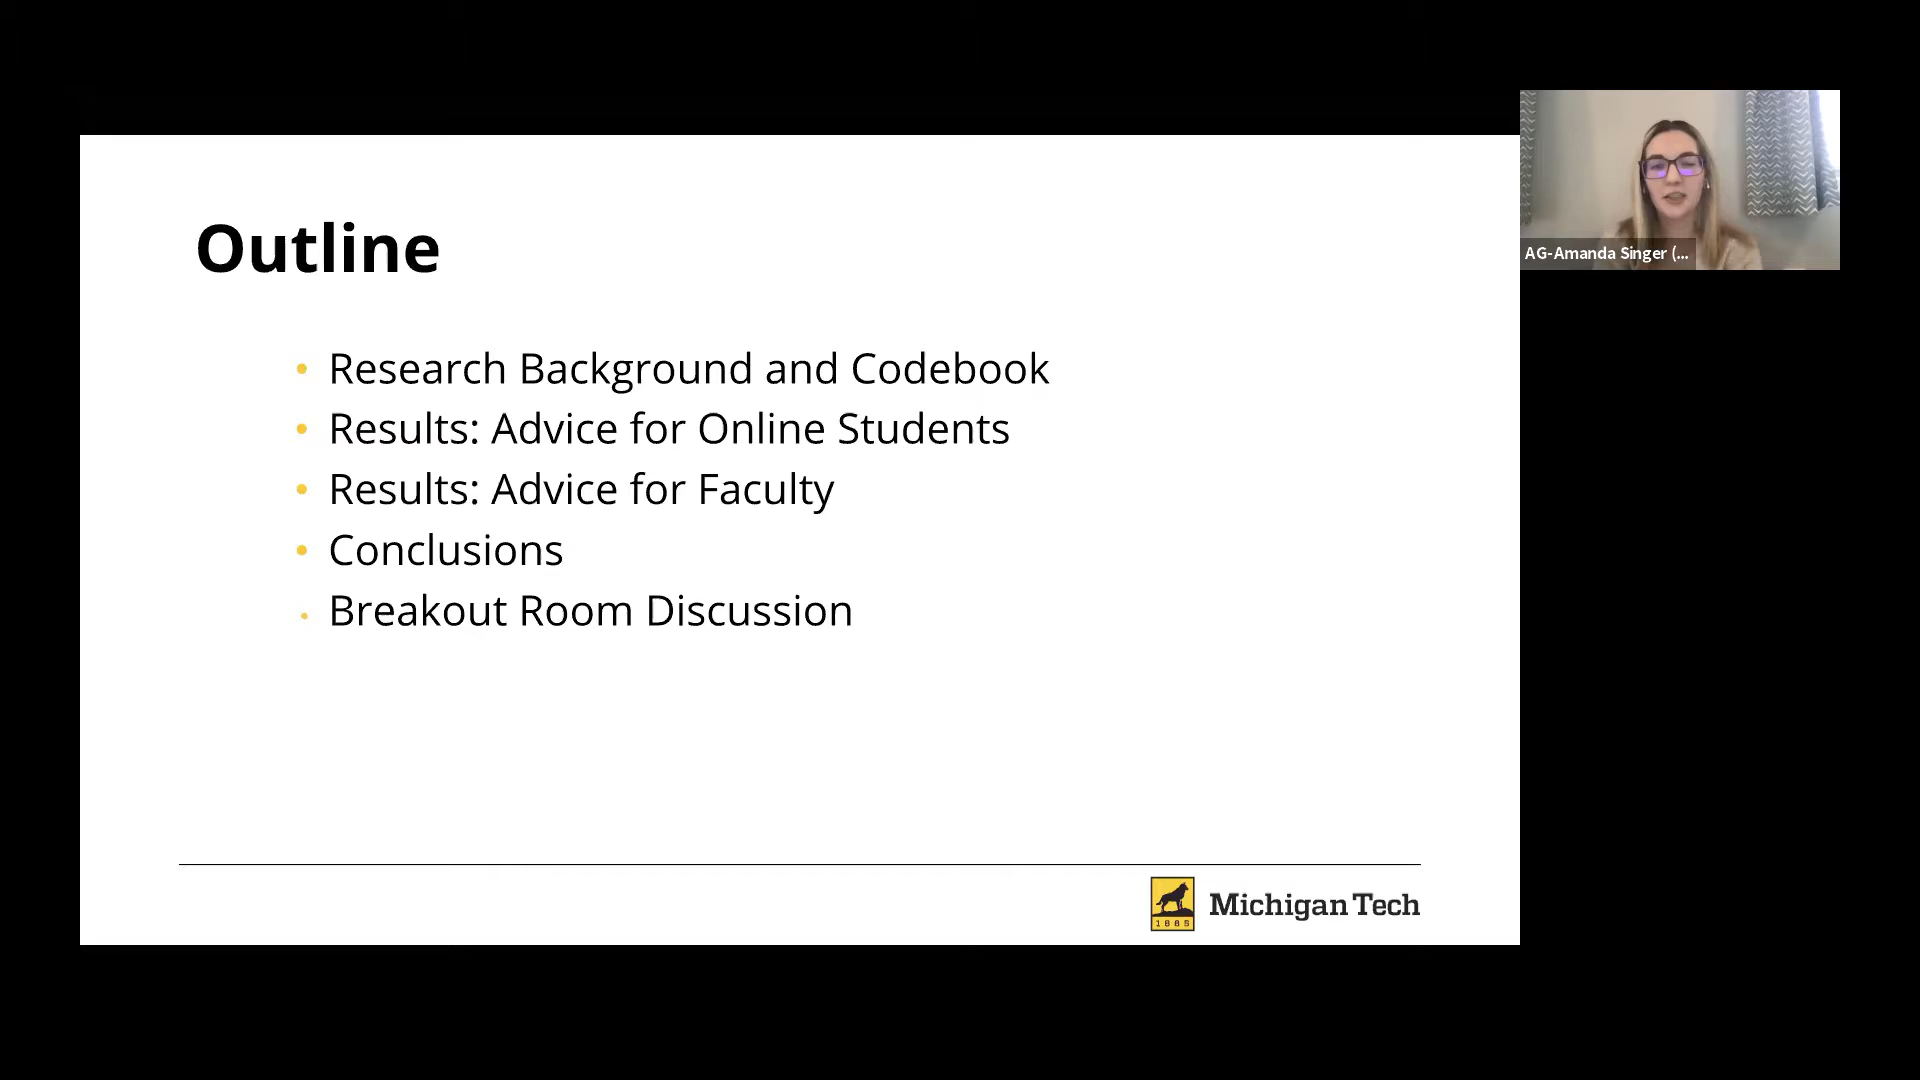 Outline
• Research Background and Codebook
• Results: Advice for Online Students
• Results: Advice for Faculty
• Conclusions
• Breakout Room Discussion
AG-Amanda Singer (...
1885
Michigan Tech